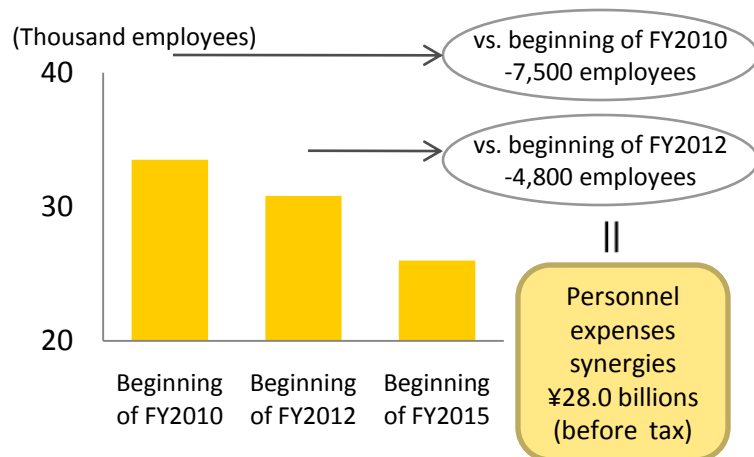 (Thousand employees)
40
30
20
Beginning
of FY2010
Beginning
of FY2012
Beginning
of FY2015
vs. beginning of FY2010
-7,500 employees
vs. beginning of FY2012
-4,800 employees
=
Personnel
expenses
synergies
¥28.0 billions
(before tax)